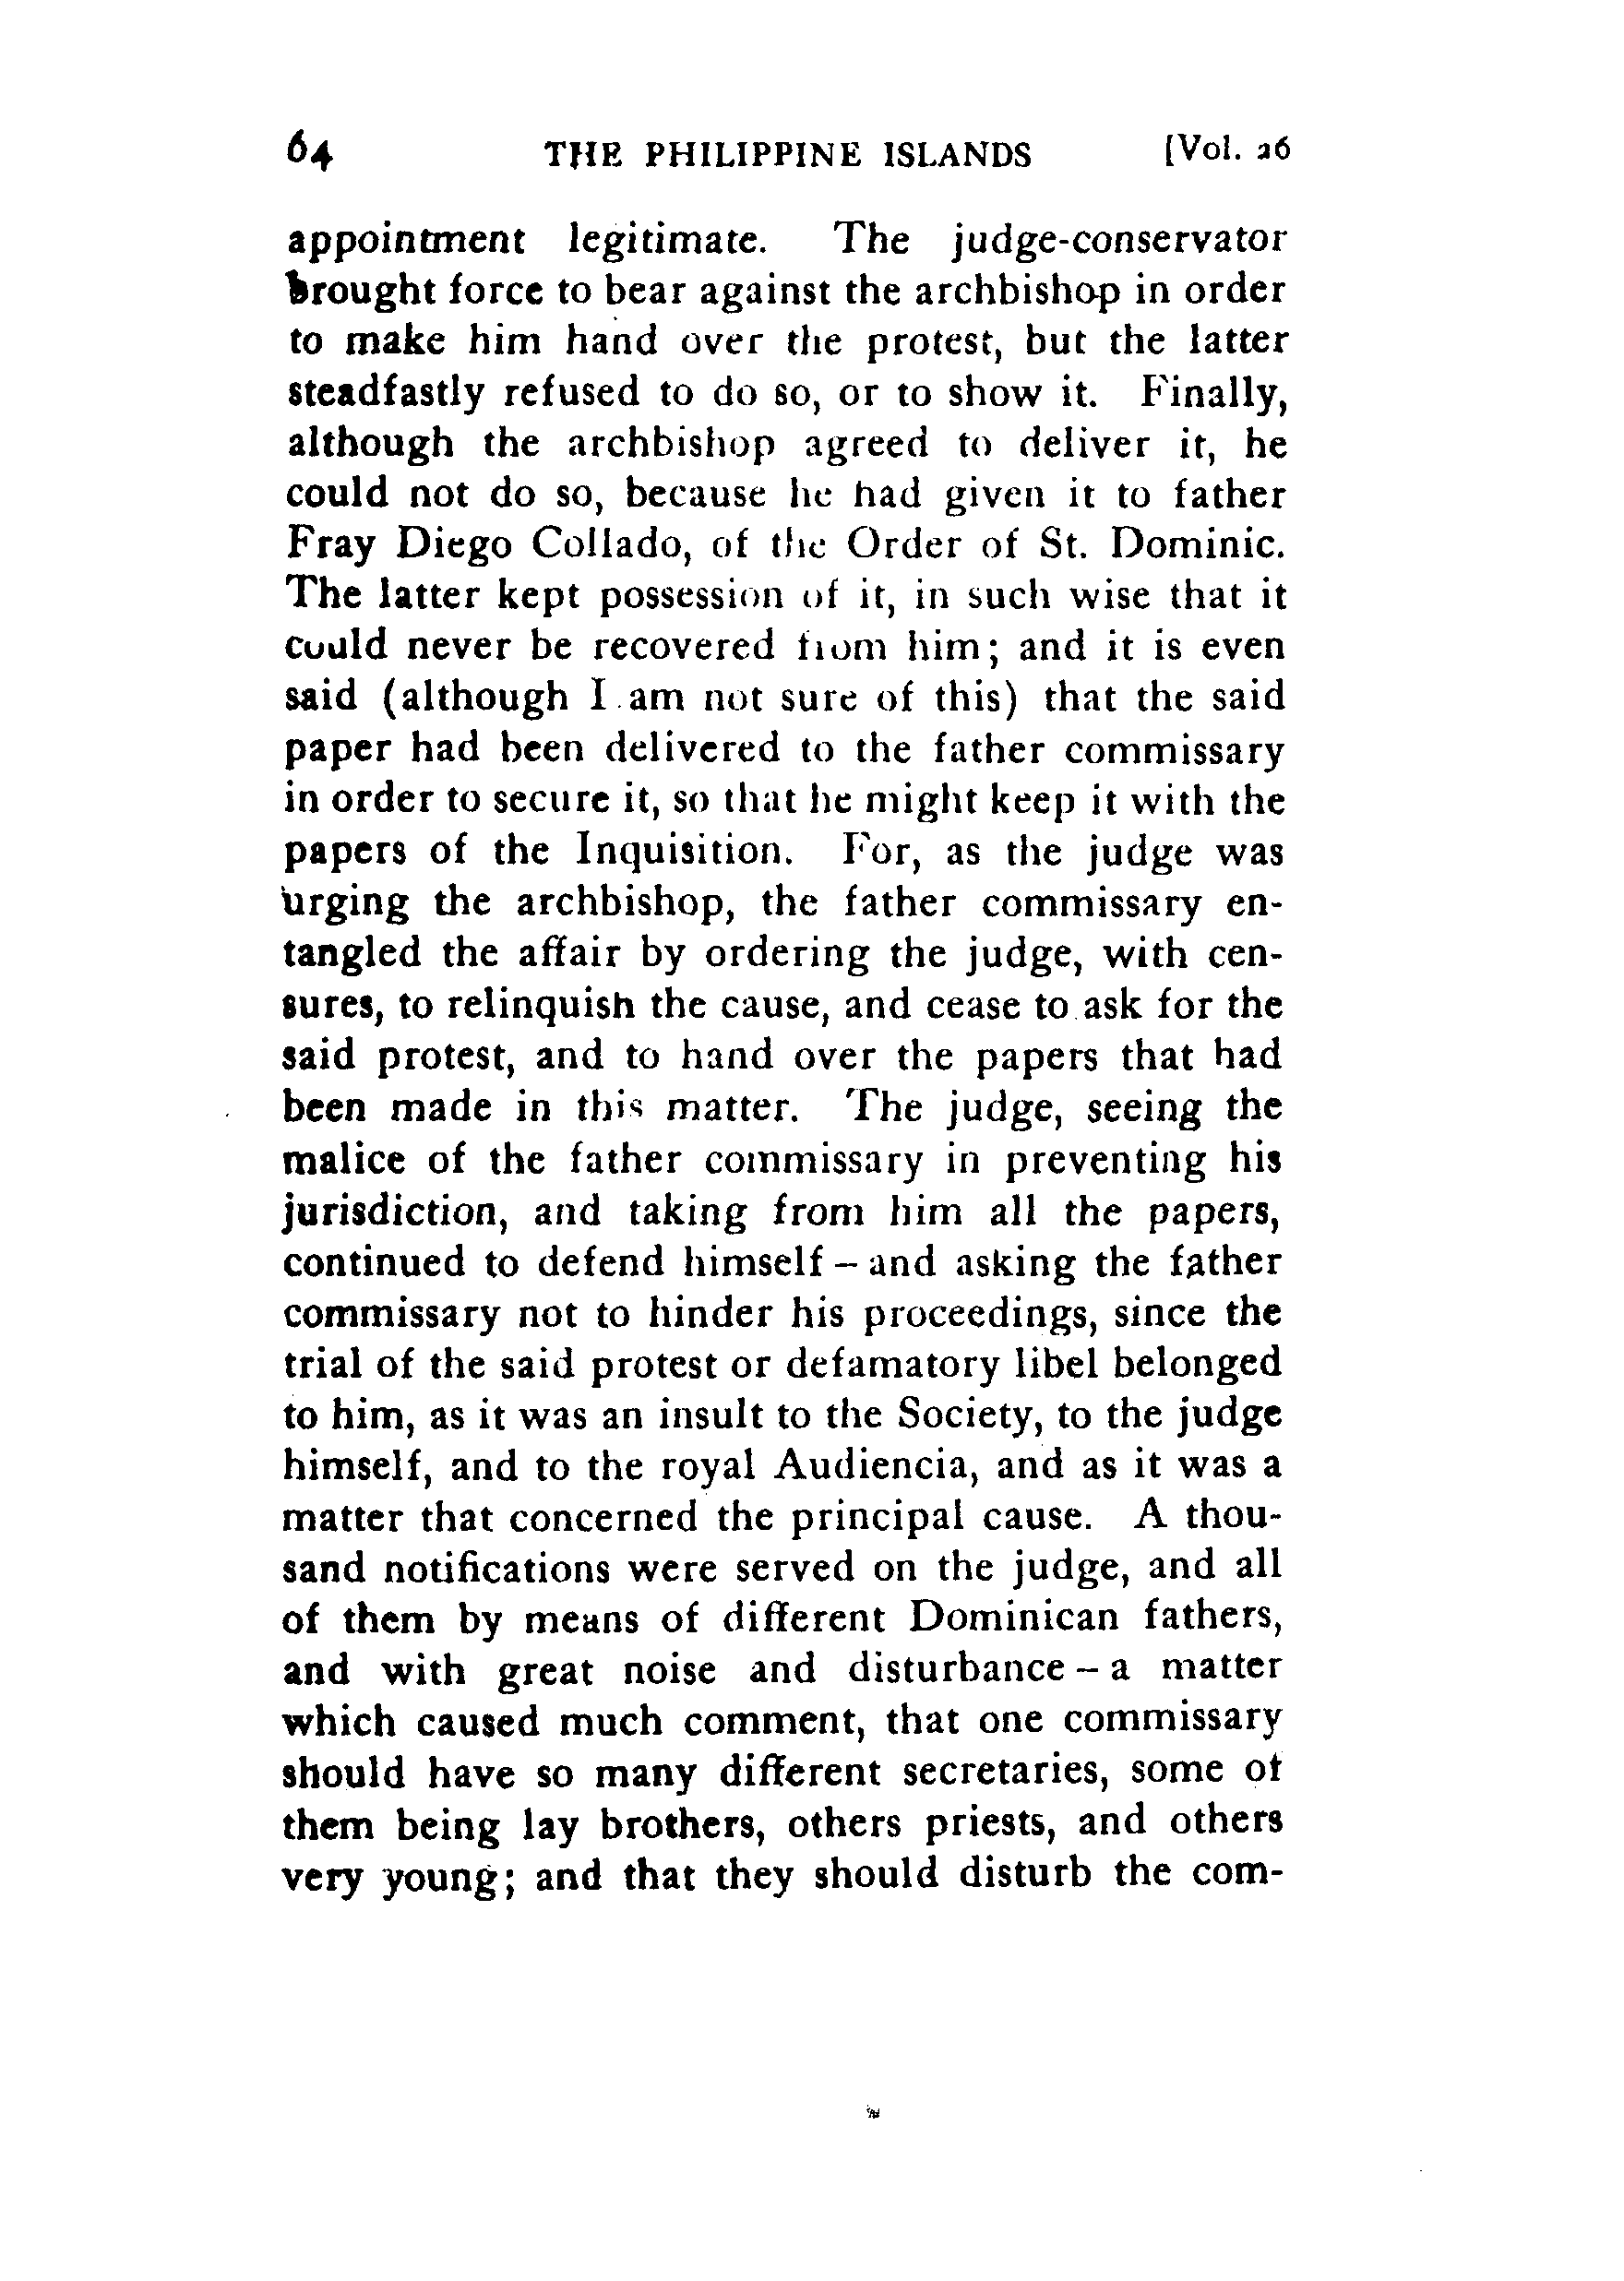 64 THE PHILIPPINE ISLANDS [Vol. 26
appointment legitimate. The judge-conservator
brought force to bear against the archbishop in order
to make him hand over the protest, but the latter
steadfastly refused to do so, or to show it. Finally,
although the archbishop agreed to deliver it, he
could not do so, because he had given it to father
Fray Diego Collado, of the Order of St. Dominic.
The latter kept possession of it, in such wise that it
could never be recovered from him; and it is even
said (although I am not sure of this) that the said
paper had been delivered to the father commissary
in order to secure it, so that he might keep it with the
papers of the Inquisition. For, as the judge was
urging the archbishop, the father commissary en-
tangled the affair by ordering the judge, with cen-
sures, to relinquish the cause, and cease to ask for the
said protest, and to hand over the papers that had
been made in this matter. The judge, seeing the
malice of the father commissary in preventing his
jurisdiction, and taking from him all the papers,
continued to defend himself – and asking the father
commissary not to hinder his proceedings, since the
trial of the said protest or defamatory libel belonged
to him, as it was an insult to the Society, to the judge
himself, and to the royal Audiencia, and as it was a
matter that concerned the principal cause. A thou-
sand notifications were served on the judge, and all
of them by means of different Dominican fathers,
and with great noise and disturbance – a matter
which caused much comment, that one commissary
should have so many different secretaries, some of
them being lay brothers, others priests, and others
very young; and that they should disturb the com-